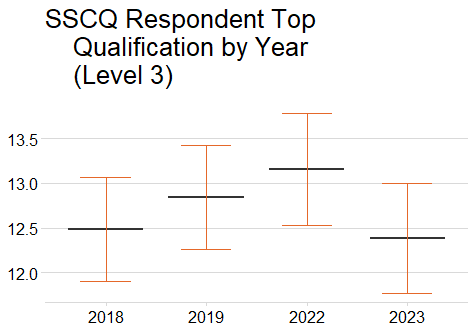 SSCQ Respondent Top
Qualification by Year
(Level 3)
13.5
13.0
12.5
12.0
2018 2019 2022 2023